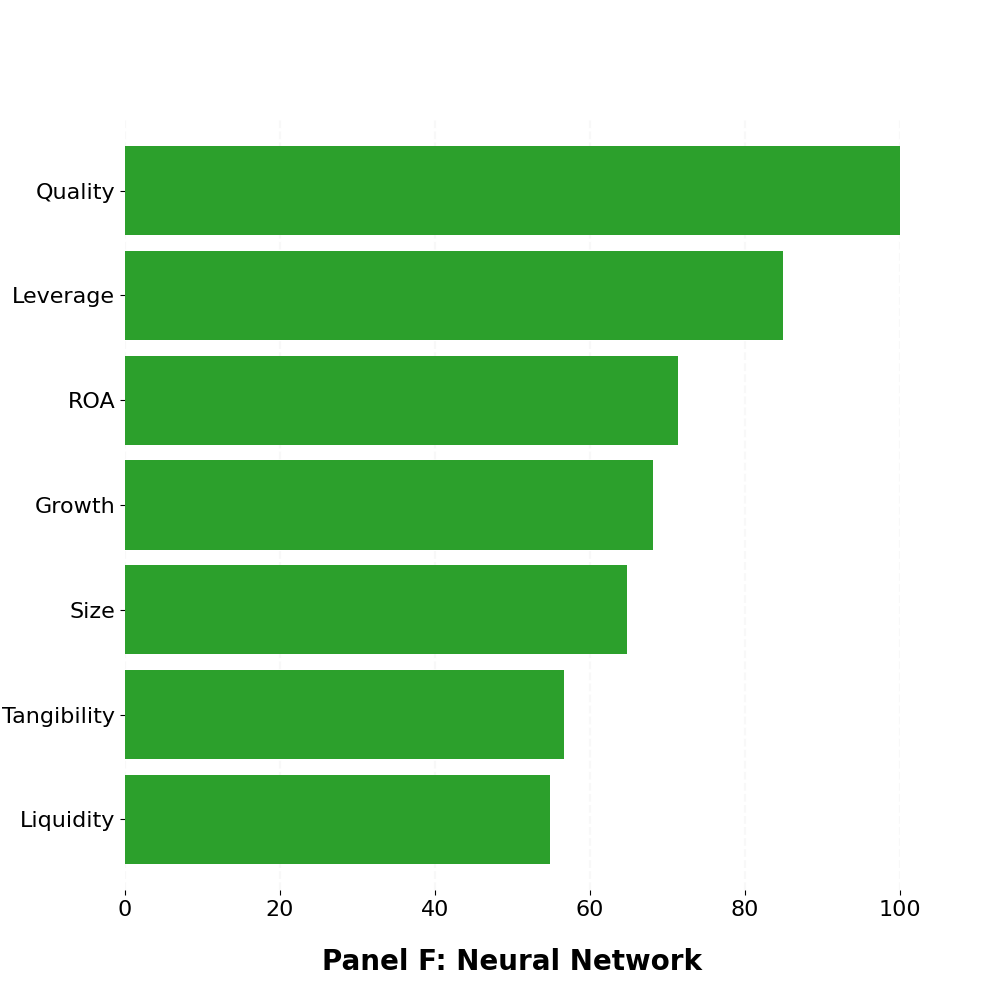 Quality
Leverage
ROA
Growth
Size
Tangibility
Liquidity
0 20 40 60 80 100
Panel F: Neural Network